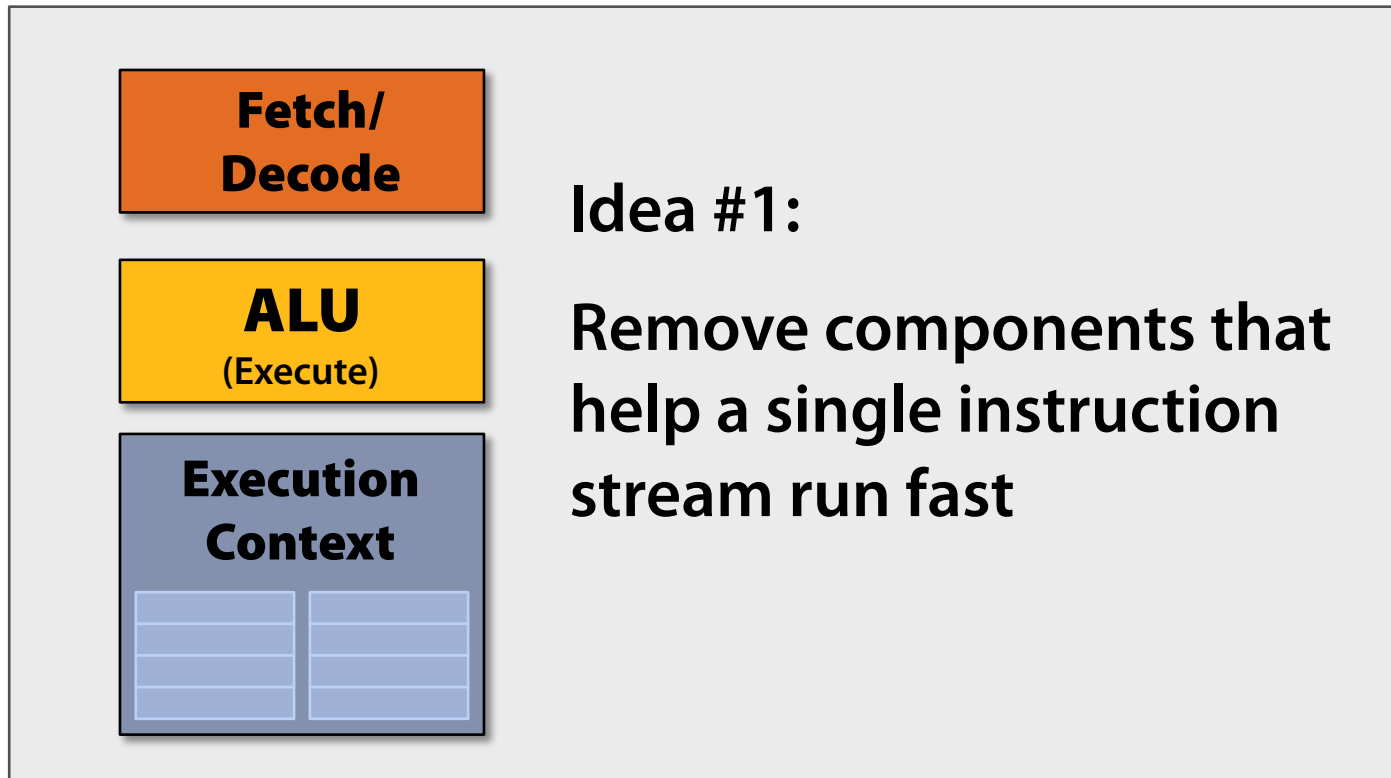 Fetch/
Decode
ALU
(Execute)
Execution
Context
Idea #1:
Remove components that
help a single instruction
stream run fast